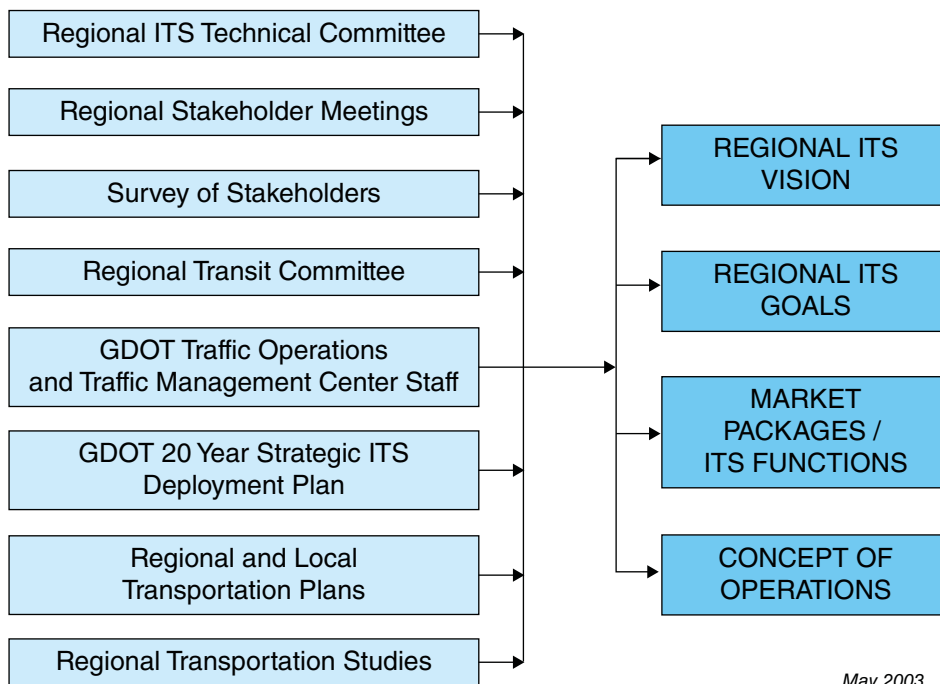 Regional ITS Technical Committee
Regional Stakeholder Meetings
Survey of Stakeholders
Regional Transit Committee
GDOT Traffic Operations
and Traffic Management Center Staff
GDOT 20 Year Strategic ITS
Deployment Plan
Regional and Local
Transportation Plans
Regional Transportation Studies
REGIONAL ITS
VISION
REGIONAL ITS
GOALS
MARKET
PACKAGES /
ITS FUNCTIONS
CONCEPT OF
OPERATIONS
May 2003